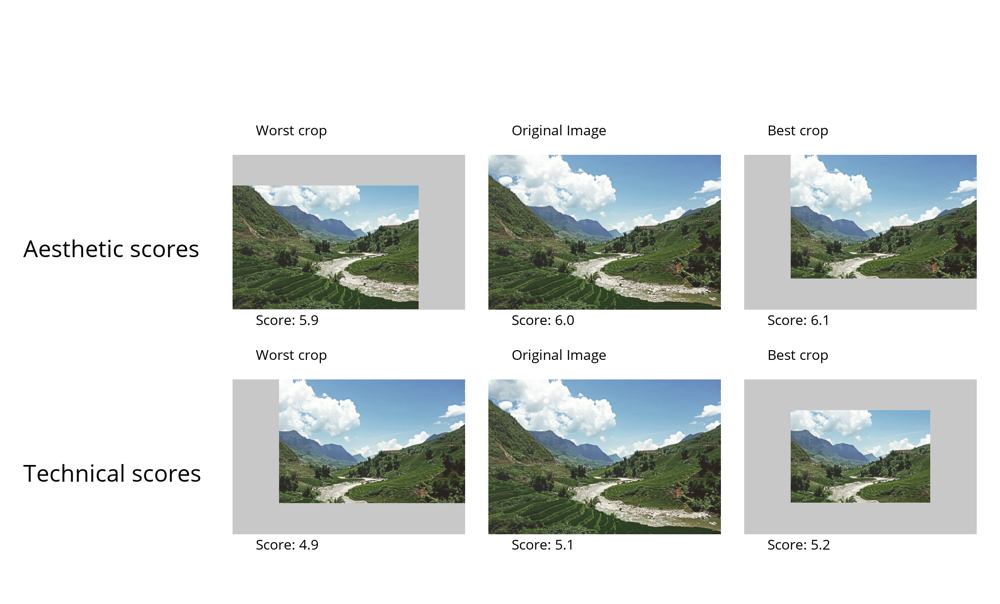 Worst crop
Original Image
Best crop
Aesthetic scores
Score: 5.9
Score: 6.0
Score: 6.1
Worst crop
Original Image
Best crop
Technical scores
Score: 4.9
Score: 5.1
Score: 5.2